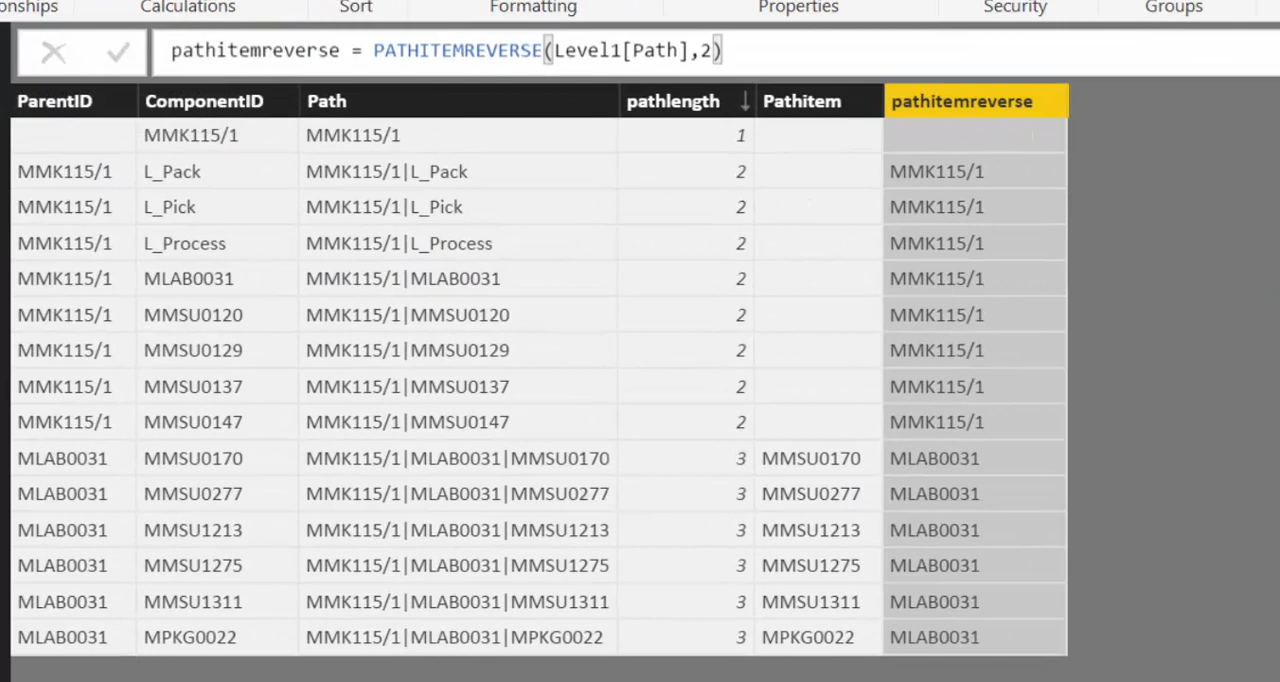 onships Calculations Sort Formatting Properties Security Groups
pathitemreverse = PATHITEMREVERSE(Level1[Path],2)
ParentID ComponentID Path pathlength Pathitem pathitemreverse
MMK115/1 MMK115/1 1
MMK115/1 L_Pack MMK115/1|L_Pack 2 MMK115/1
MMK115/1 L_Pick MMK115/1|L_Pick 2 MMK115/1
MMK115/1 L_Process MMK115/1|L_Process 2 MMK115/1
MMK115/1 MLAB0031 MMK115/1|MLAB0031 2 MMK115/1
MMK115/1 MMSU0120 MMK115/1|MMSU0120 2 MMK115/1
MMK115/1 MMSU0129 MMK115/1|MMSU0129 2 MMK115/1
MMK115/1 MMSU0137 MMK115/1|MMSU0137 2 MMK115/1
MMK115/1 MMSU0147 MMK115/1|MMSU0147 2 MMK115/1
MLAB0031 MMSU0170 MMK115/1|MLAB0031|MMSU0170 3 MMSU0170 MLAB0031
MLAB0031 MMSU0277 MMK115/1|MLAB0031|MMSU0277 3 MMSU0277 MLAB0031
MLAB0031 MMSU1213 MMK115/1|MLAB0031|MMSU1213 3 MMSU1213 MLAB0031
MLAB0031 MMSU1275 MMK115/1|MLAB0031|MMSU1275 3 MMSU1275 MLAB0031
MLAB0031 MMSU1311 MMK115/1|MLAB0031|MMSU1311 3 MMSU1311 MLAB0031
MLAB0031 MPKG0022 MMK115/1|MLAB0031|MPKG0022 3 MPKG0022 MLAB0031